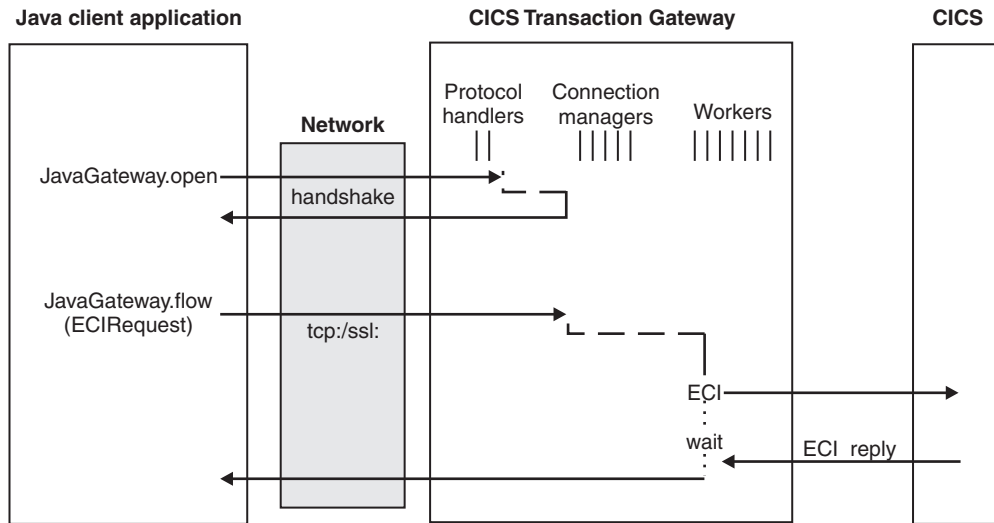 Java client application
CICS Transaction Gateway
CICS
Protocol
handlers
Connection
managers
Workers
Network
JavaGateway.open
handshake
JavaGateway.flow
(ECIRequest)
tcp:/ssl:
ECI
wait
ECI reply